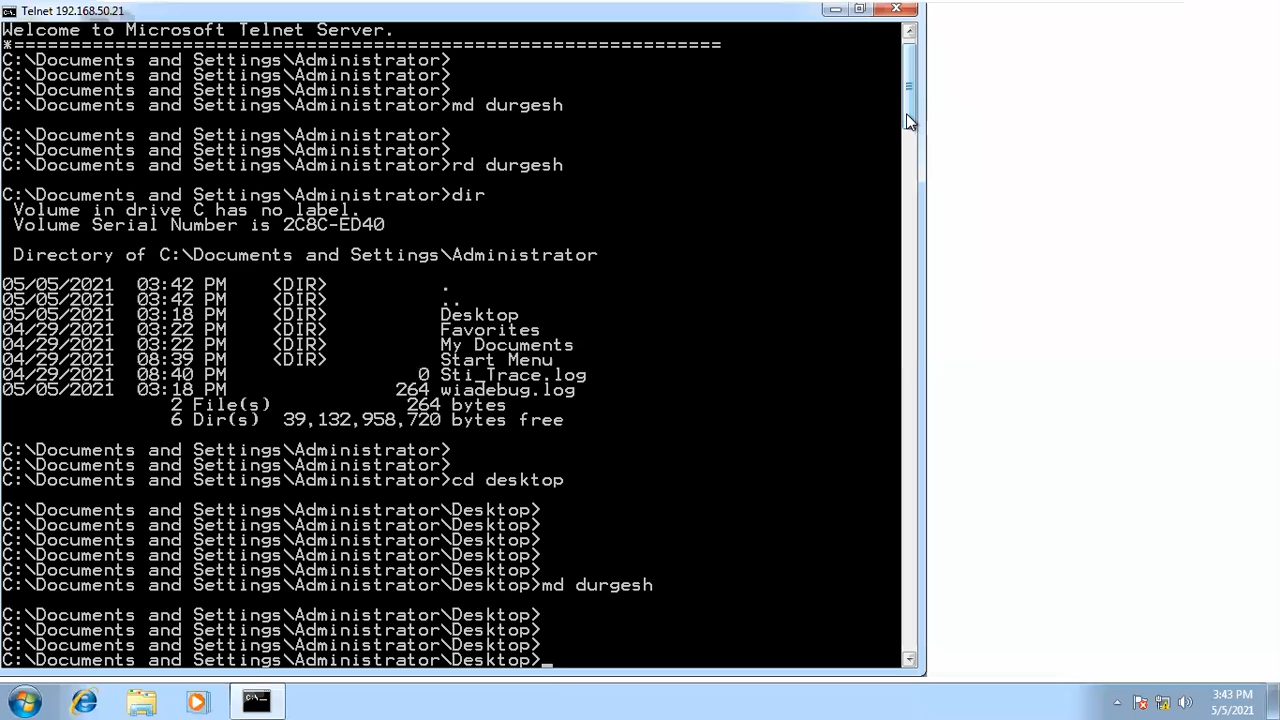 Telnet 192.168.50.21
Welcome to Microsoft Telnet Server.
*===============================================================
C:\Documents and Settings\Administrator>
C:\Documents and Settings\Administrator>
C:\Documents and Settings\Administrator>
C:\Documents and Settings\Administrator>md durgesh
C:\Documents and Settings\Administrator>
C:\Documents and Settings\Administrator>
C:\Documents and Settings\Administrator>rd durgesh
C:\Documents and Settings\Administrator>dir
Volume in drive C has no label.
Volume Serial Number is 2C8C-ED40
Directory of C:\Documents and Settings\Administrator
05/05/2021 03:42 PM <DIR> .
05/05/2021 03:42 PM <DIR> ..
05/05/2021 03:18 PM <DIR> Desktop
04/29/2021 03:22 PM <DIR> Favorites
04/29/2021 03:22 PM <DIR> My Documents
04/29/2021 08:39 PM <DIR> Start Menu
04/29/2021 08:40 PM 0 Sti_Trace.log
05/05/2021 03:18 PM 264 wiadebug.log
2 File(s) 264 bytes
6 Dir(s) 39,132,958,720 bytes free
C:\Documents and Settings\Administrator>
C:\Documents and Settings\Administrator>
C:\Documents and Settings\Administrator>cd desktop
C:\Documents and Settings\Administrator\Desktop>
C:\Documents and Settings\Administrator\Desktop>
C:\Documents and Settings\Administrator\Desktop>
C:\Documents and Settings\Administrator\Desktop>
C:\Documents and Settings\Administrator\Desktop>
C:\Documents and Settings\Administrator\Desktop>md durgesh
C:\Documents and Settings\Administrator\Desktop>
C:\Documents and Settings\Administrator\Desktop>
C:\Documents and Settings\Administrator\Desktop>
C:\Documents and Settings\Administrator\Desktop>_
3:43 PM
5/5/2021